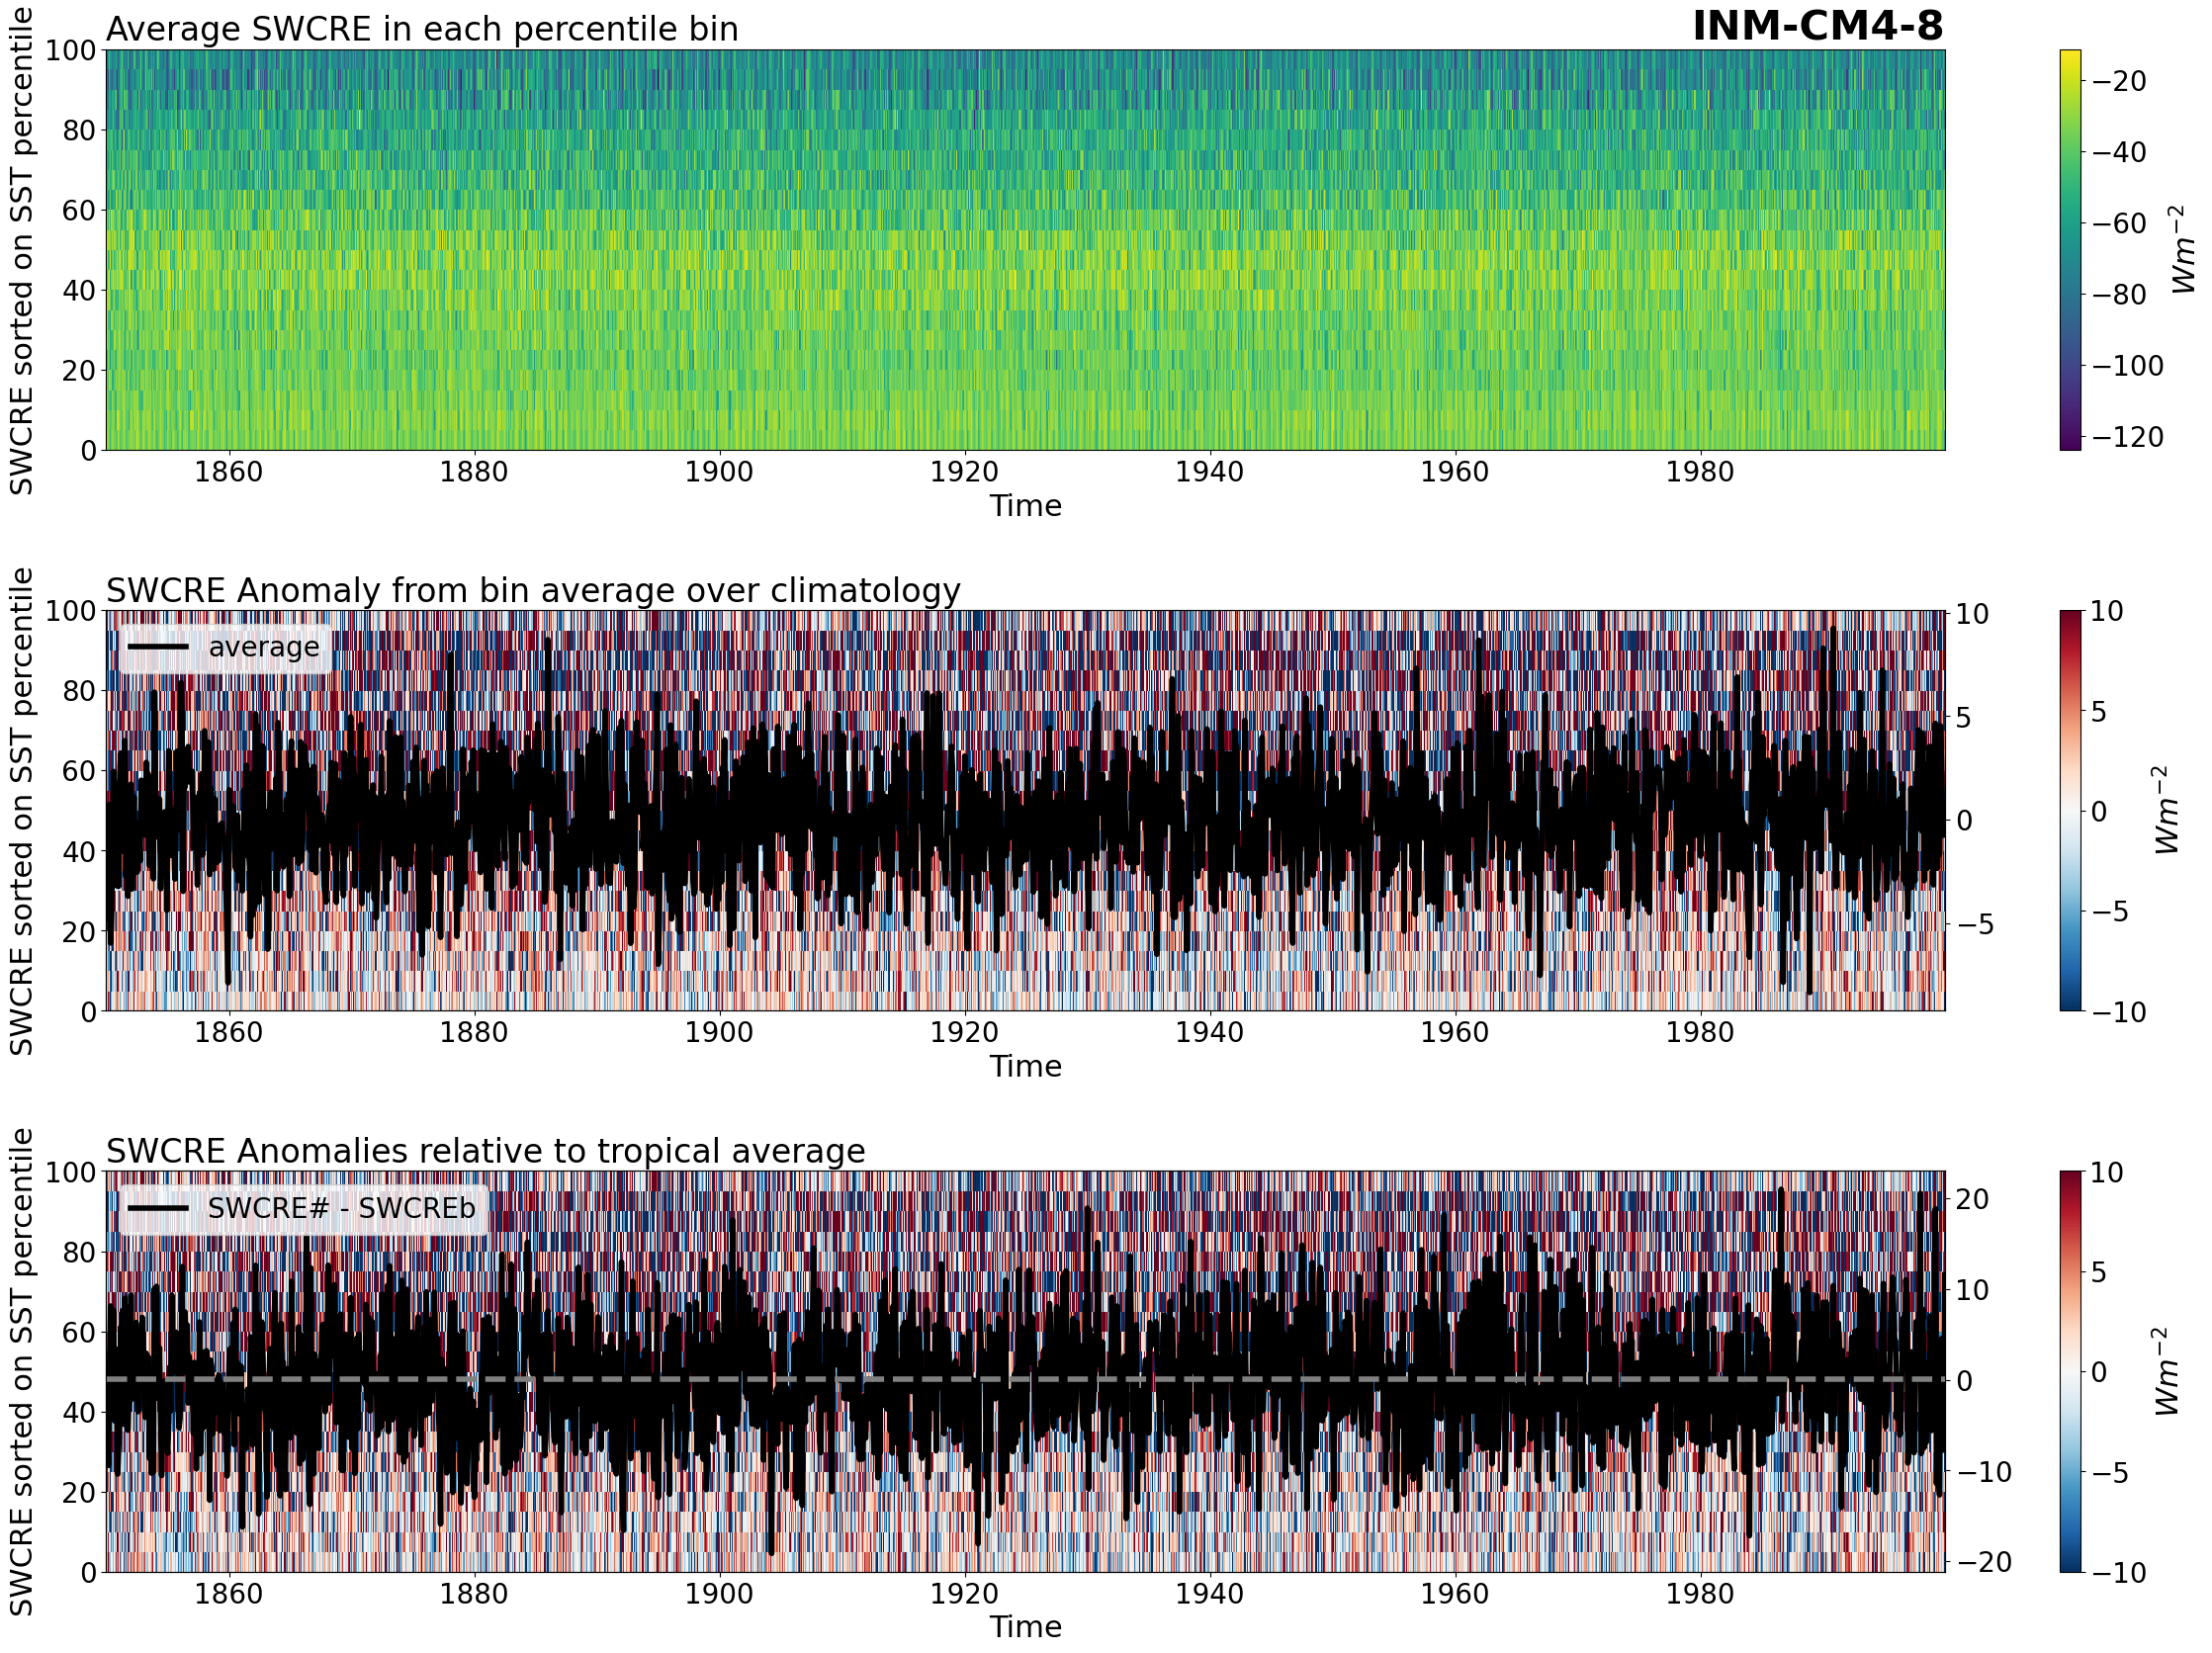 Average SWCRE in each percentile bin
INM-CM4-8
SWCRE sorted on SST percentile
100
80
60
40
20
0
1860 1880 1900 1920 1940 1960 1980
Time
−20
−40
−60
−80
−100
−120
Wm⁻²
SWCRE Anomaly from bin average over climatology
SWCRE sorted on SST percentile
100
80
60
40
20
0
average
10
5
0
−5
1860 1880 1900 1920 1940 1960 1980
Time
10
5
0
−5
−10
Wm⁻²
SWCRE Anomalies relative to tropical average
SWCRE sorted on SST percentile
100
80
60
40
20
0
SWCRE# - SWCREb
20
10
0
−10
−20
1860 1880 1900 1920 1940 1960 1980
Time
10
5
0
−5
−10
Wm⁻²